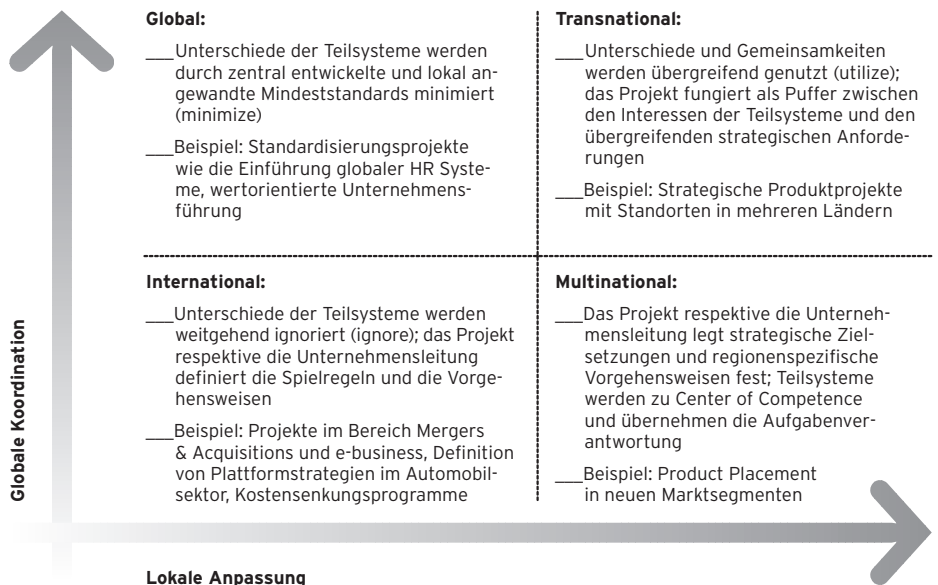 Global:
___Unterschiede der Teilsysteme werden
durch zentral entwickelte und lokal an-
gewandte Mindeststandards minimiert
(minimize)
___Beispiel: Standardisierungsprojekte
wie die Einführung globaler HR Syste-
me, wertorientierte Unternehmens-
führung
Transnational:
___Unterschiede und Gemeinsamkeiten
werden übergreifend genutzt (utilize);
das Projekt fungiert als Puffer zwischen
den Interessen der Teilsysteme und den
übergreifenden strategischen Anforde-
rungen
___Beispiel: Strategische Produktprojekte
mit Standorten in mehreren Ländern
International:
___Unterschiede der Teilsysteme werden
weitgehend ignoriert (ignore); das Projekt
respektive die Unternehmensleitung
definiert die Spielregeln und die Vorge-
hensweisen
___Beispiel: Projekte im Bereich Mergers
& Acquisitions und e-business, Definition
von Plattformstrategien im Automobil-
sektor, Kostensenkungsprogramme
Multinational:
___Das Projekt respektive die Unterneh-
mensleitung legt strategische Ziel-
setzungen und regionenspezifische
Vorgehensweisen fest; Teilsysteme
werden zu Center of Competence
und übernehmen die Aufgabenver-
antwortung
___Beispiel: Product Placement
in neuen Marktsegmenten
Globale Koordination
Lokale Anpassung